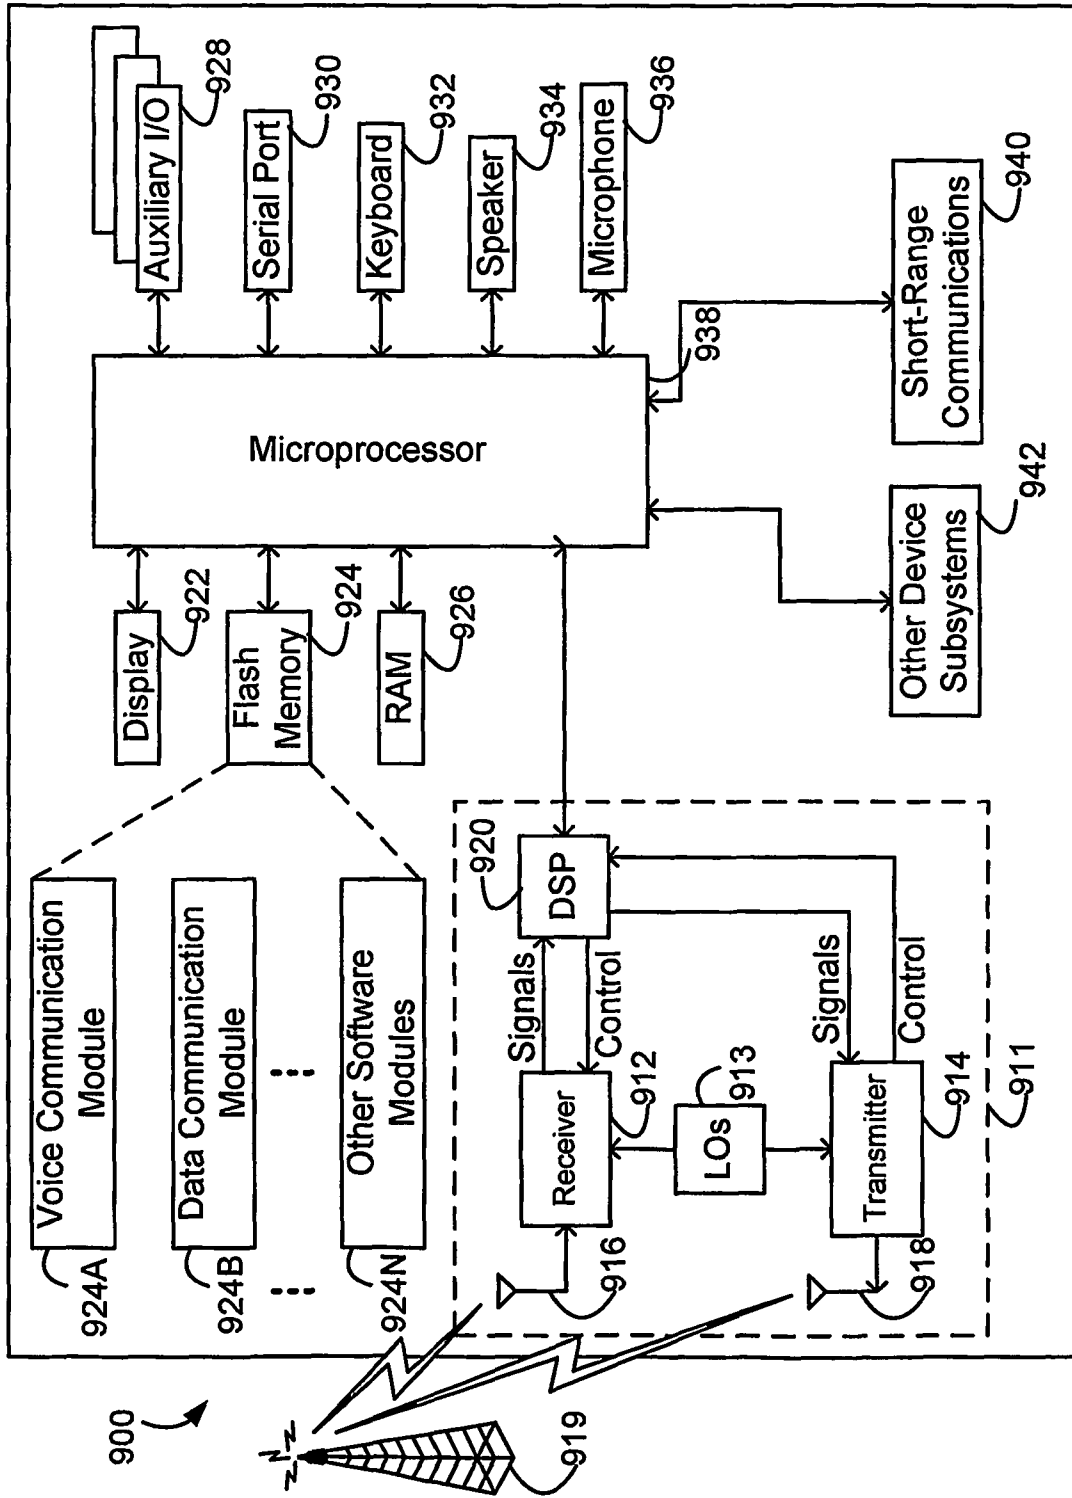 900
919
Voice Communication
Module
924A
Data Communication
Module
924B
Other Software
Modules
924N
Display
922
Flash
Memory
924
RAM
926
Microprocessor
938
Auxiliary I/O
928
Serial Port
930
Keyboard
932
Speaker
934
Microphone
936
Short-Range
Communications
940
Other Device
Subsystems
942
DSP
920
Signals
Control
Receiver
912
916
LOs
913
Signals
Control
Transmitter
914
918
911